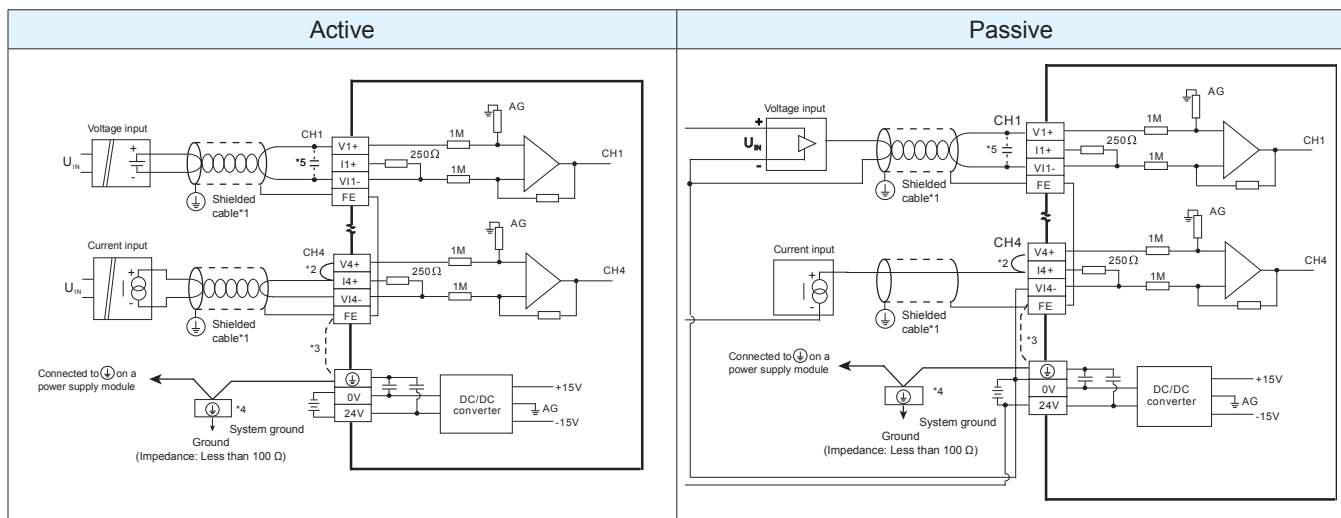 Active
Passive
Voltage input
U_IN
+
-
Shielded
cable*1
CH1
*5
V1+
I1+
VI1-
FE
250Ω
1M
1M
AG
CH1
Current input
U_IN
+
-
Shielded
cable*1
CH4
*2
V4+
I4+
VI4-
FE
250Ω
1M
1M
AG
CH4
*3
Connected to ⏚ on a
power supply module
*4
System ground
Ground
(Impedance: Less than 100 Ω)
0V
24V
DC/DC
converter
+15V
AG
-15V
Voltage input
+
U_IN
-
Shielded
cable*1
CH1
*5
V1+
I1+
VI1-
FE
250Ω
1M
1M
AG
CH1
Current input
+
-
Shielded
cable*1
CH4
*2
V4+
I4+
VI4-
FE
250Ω
1M
1M
AG
CH4
*3
Connected to ⏚ on a
power supply module
*4
System ground
Ground
(Impedance: Less than 100 Ω)
0V
24V
DC/DC
converter
+15V
AG
-15V